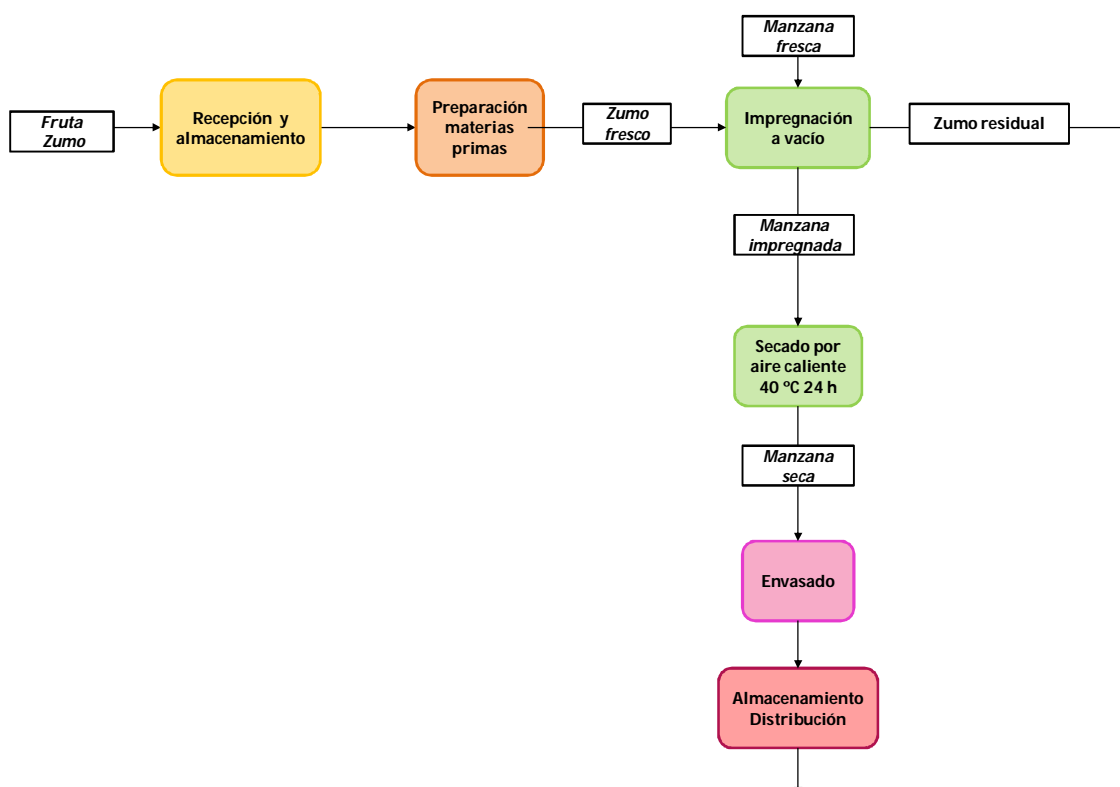 Manzana
fresca
Fruta
Zumo
Recepción y
almacenamiento
Preparación
materias
primas
Zumo
fresco
Impregnación
a vacío
Zumo residual
Manzana
impregnada
Secado por
aire caliente
40 ºC 24 h
Manzana
seca
Envasado
Almacenamiento
Distribución